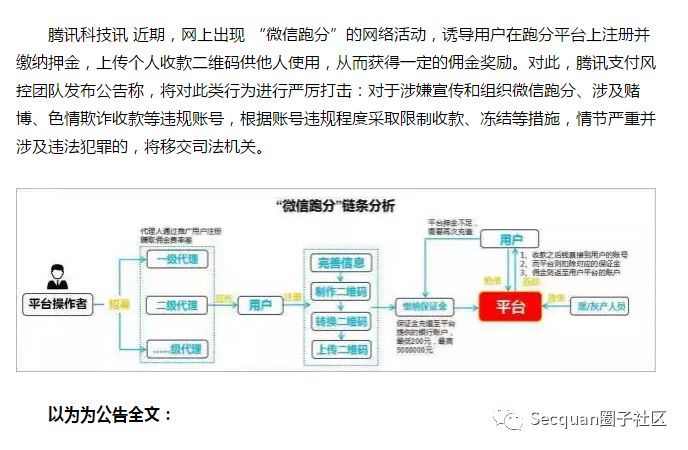 腾讯科技讯 近期，网上出现 “微信跑分”的网络活动，诱导用户在跑分平台上注册并
缴纳押金，上传个人收款二维码供他人使用，从而获得一定的佣金奖励。对此，腾讯支付风
控团队发布公告称，将对此类行为进行严厉打击：对于涉嫌宣传和组织微信跑分、涉及赌
博、色情欺诈收款等违规账号，根据账号违规程度采取限制收款、冻结等措施，情节严重并
涉及违法犯罪的，将移交司法机关。
“微信跑分”链条分析
代理人通过推广用户注册
赚取佣金费率差
平台押金不足，
需要再次充值
用户
1、收款之后钱直接到用户的账号
2、而平台则扣除对应的保证金
3、佣金则返至用户平台的账户
一级代理
完善信息
平台操作者
招募
二级代理
宣传
用户
注册
制作二维码
缴纳保证金
平台
黑/灰产人员
转换二维码
保证金充值至平台
提供的银行账户，
最低200元，最高
5000000元
……级代理
上传二维码
以为为公告全文：
Secquan圈子社区